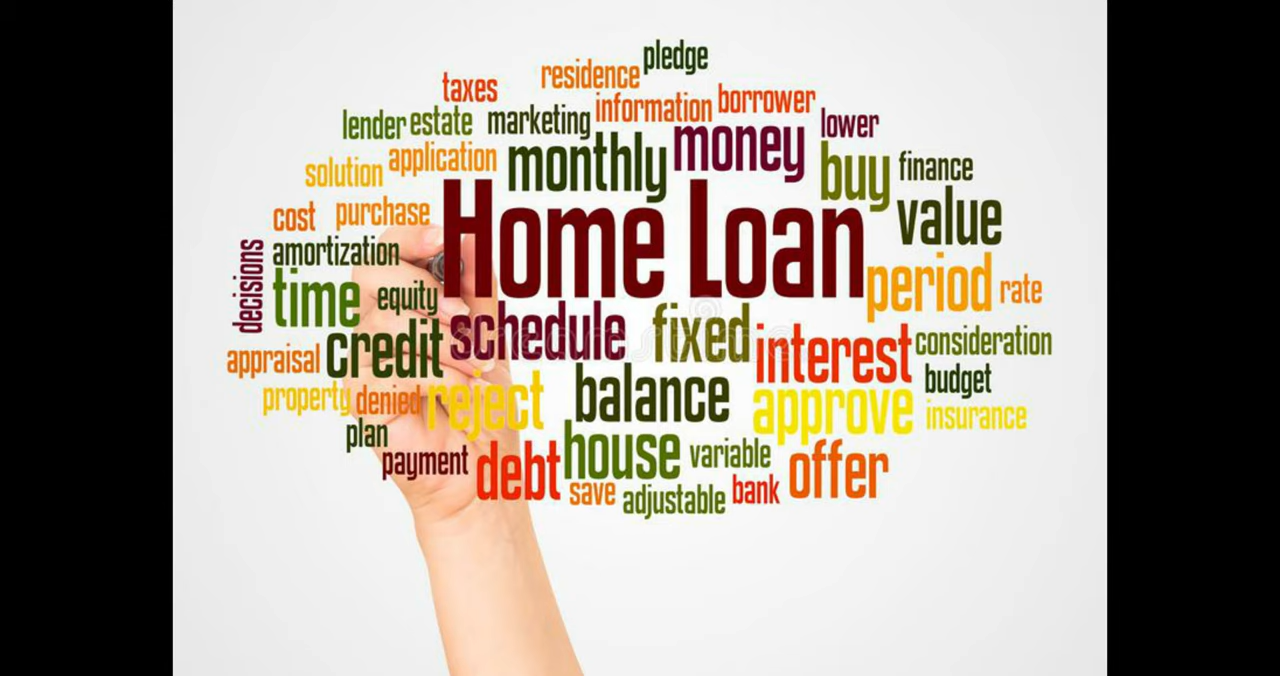 pledge
residence
taxes
information borrower
lender estate marketing money lower
solution application monthly buy finance
cost purchase Home Loan value
decisions amortization
time equity period rate
schedule fixed interest consideration
appraisal credit
balance budget
property denied reject approve insurance
plan house variable
payment debt offer
save adjustable bank
dreamstime